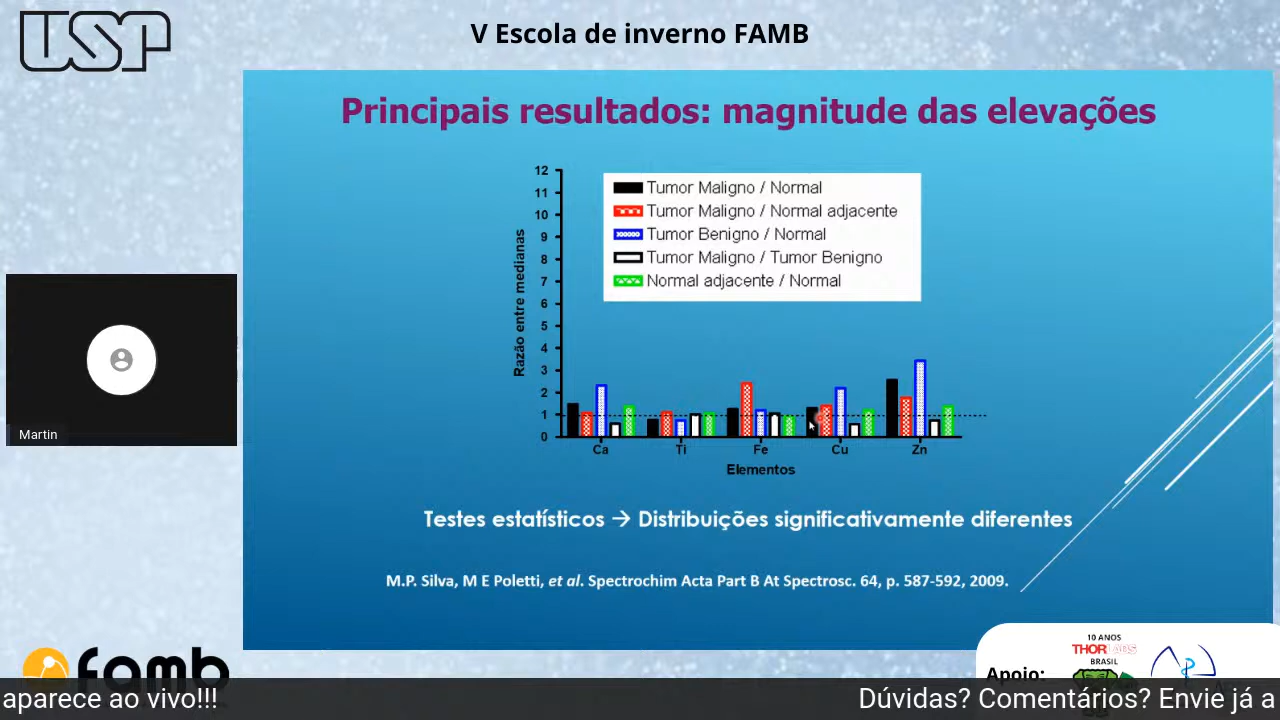 USP
V Escola de inverno FAMB
Principais resultados: magnitude das elevações
12
11
10
9
8
7
6
5
4
3
2
1
0
Razão entre medianas
Tumor Maligno / Normal
Tumor Maligno / Normal adjacente
Tumor Benigno / Normal
Tumor Maligno / Tumor Benigno
Normal adjacente / Normal
Ca Ti Fe Cu Zn
Elementos
Testes estatísticos → Distribuições significativamente diferentes
M.P. Silva, M E Poletti, et al. Spectrochim Acta Part B At Spectrosc. 64, p. 587-592, 2009.
Martin
famb
Apoio:
10 ANOS
THORLABS
BRASIL
aparece ao vivo!!! Dúvidas? Comentários? Envie já a